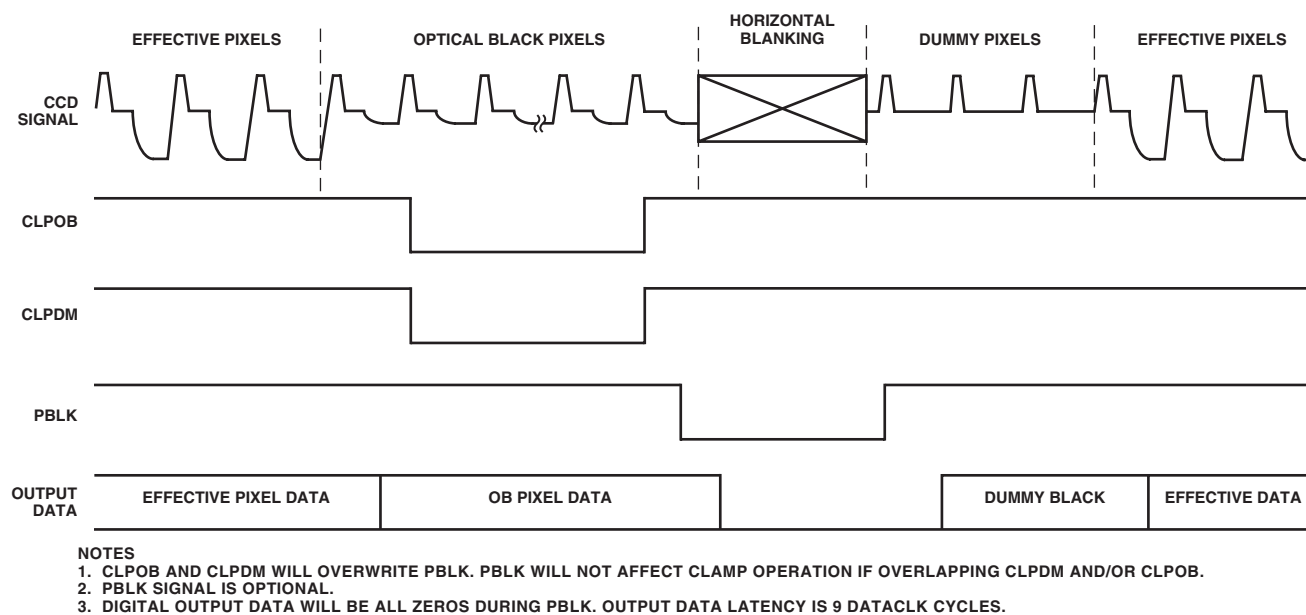 HORIZONTAL
BLANKING
EFFECTIVE PIXELS
OPTICAL BLACK PIXELS
DUMMY PIXELS
EFFECTIVE PIXELS
CCD
SIGNAL
CLPOB
CLPDM
PBLK
OUTPUT
DATA
EFFECTIVE PIXEL DATA
OB PIXEL DATA
DUMMY BLACK
EFFECTIVE DATA
NOTES
1. CLPOB AND CLPDM WILL OVERWRITE PBLK. PBLK WILL NOT AFFECT CLAMP OPERATION IF OVERLAPPING CLPDM AND/OR CLPOB.
2. PBLK SIGNAL IS OPTIONAL.
3. DIGITAL OUTPUT DATA WILL BE ALL ZEROS DURING PBLK. OUTPUT DATA LATENCY IS 9 DATACLK CYCLES.